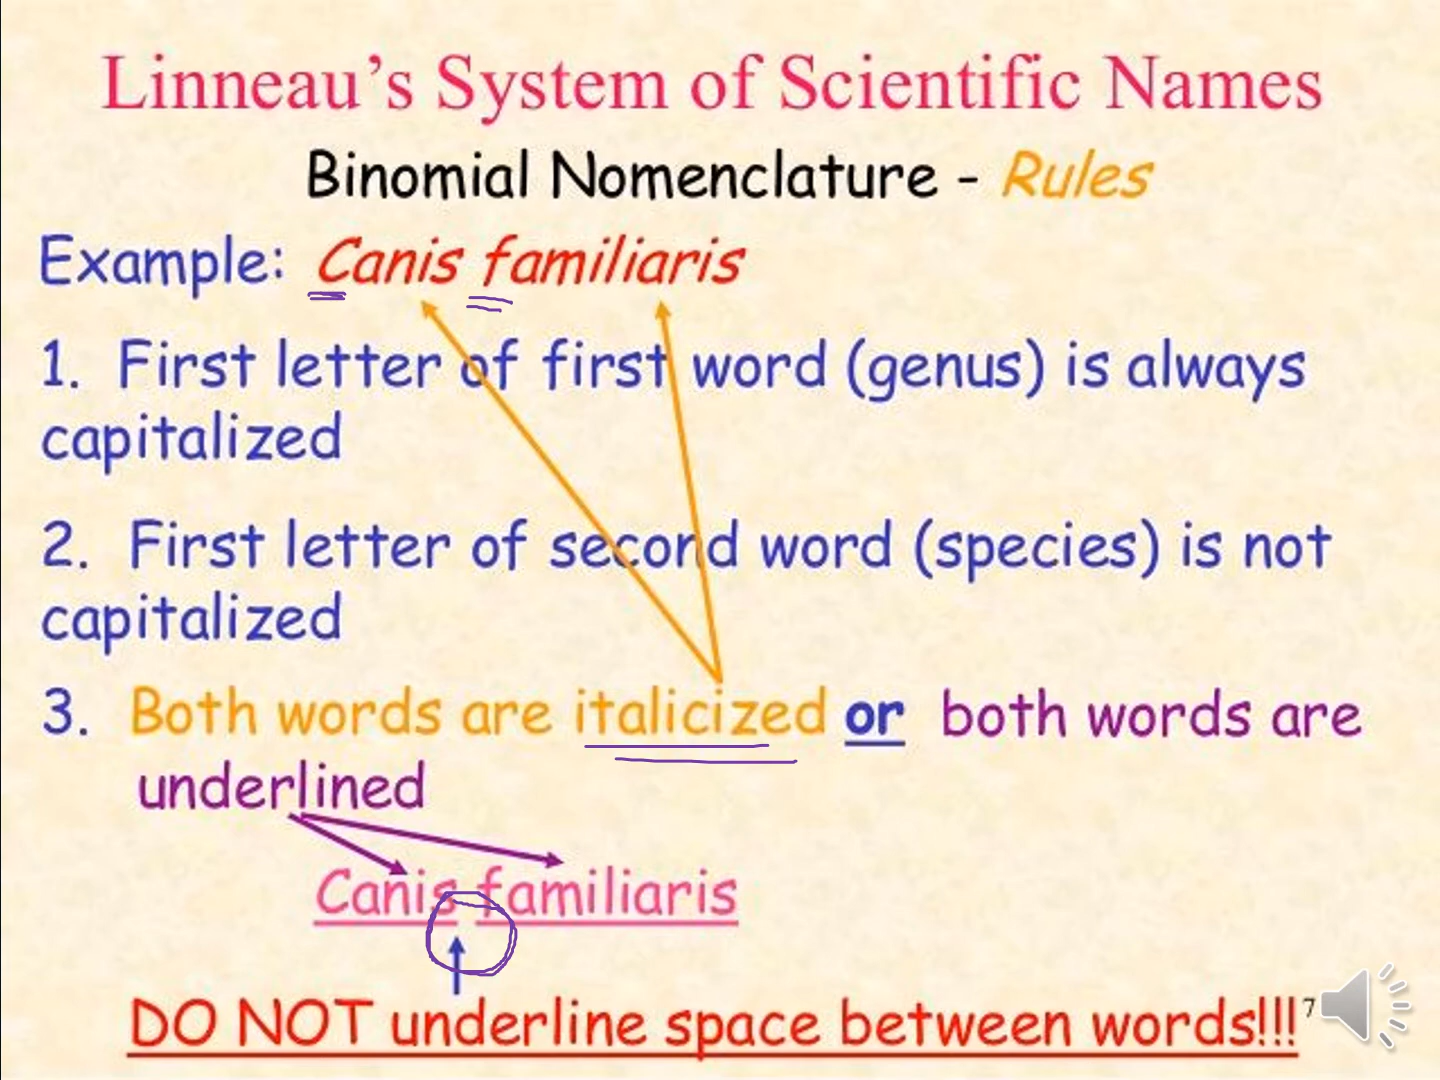 Linneau's System of Scientific Names
Binomial Nomenclature - Rules
Example: Canis familiaris
1. First letter of first word (genus) is always
capitalized
2. First letter of second word (species) is not
capitalized
3. Both words are italicized or both words are
underlined
Canis familiaris
DO NOT underline space between words!!!
7